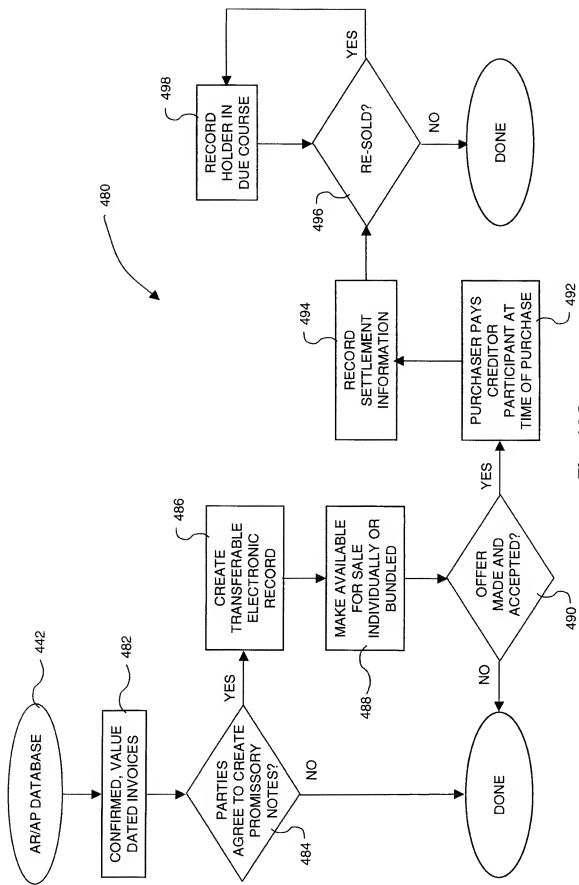 480
442
AR/AP DATABASE
482
CONFIRMED, VALUE
DATED INVOICES
PARTIES
AGREE TO CREATE
PROMISSORY
NOTES?
484
YES
NO
486
CREATE
TRANSFERABLE
ELECTRONIC
RECORD
MAKE AVAILABLE
FOR SALE
INDIVIDUALLY OR
BUNDLED
488
OFFER
MADE AND
ACCEPTED?
490
NO
YES
DONE
PURCHASER PAYS
CREDITOR
PARTICIPANT AT
TIME OF PURCHASE
492
494
RECORD
SETTLEMENT
INFORMATION
496
RE-SOLD?
YES
NO
498
RECORD
HOLDER IN
DUE COURSE
DONE